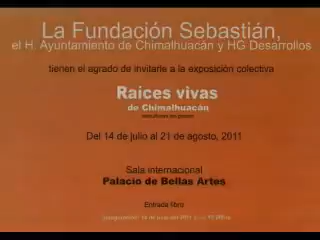 La Fundación Sebastián,
el H. Ayuntamiento de Chimalhuacán y HG Desarrollos
tienen el agrado de invitarle a la exposición colectiva
Raices vivas
de Chimalhuacán
Del 14 de julio al 21 de agosto, 2011
Sala internacional
Palacio de Bellas Artes
Entrada libre